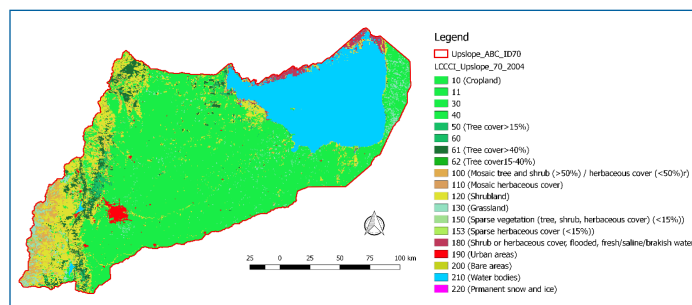 Legend
Upslope_ABC_ID70
LCCCI_Upslope_70_2004
10 (Cropland)
11
30
40
50 (Tree cover>15%)
60
61 (Tree cover>40%)
62 (Tree cover15-40%)
100 (Mosaic tree and shrub (>50%) / herbaceous cover (<50%)r)
110 (Mosaic herbaceous cover)
120 (Shrubland)
130 (Grassland)
150 (Sparse vegetation (tree, shrub, herbaceous cover) (<15%))
153 (Sparse herbaceous cover (<15%))
180 (Shrub or herbaceous cover, flooded, fresh/saline/brakish water
190 (Urban areas)
200 (Bare areas)
210 (Water bodies)
220 (Prmanent snow and ice)
25 0 25 50 75 100 km